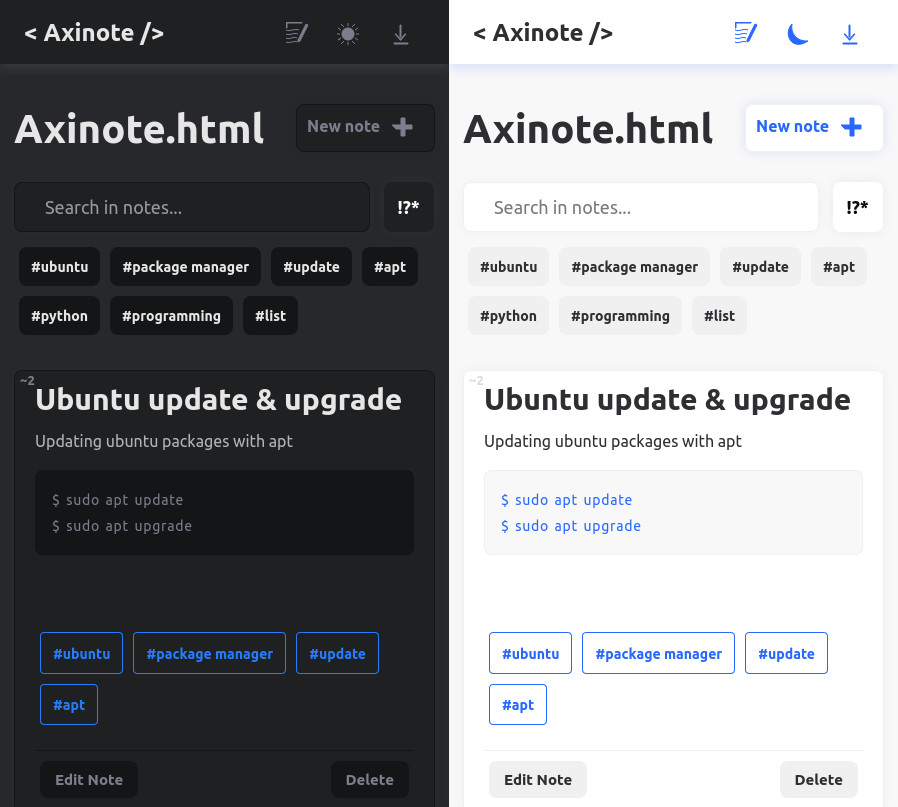 < Axinote />
Axinote.html
New note
Search in notes...
!?*
#ubuntu #package manager #update #apt
#python #programming #list
~2
Ubuntu update & upgrade
Updating ubuntu packages with apt
$ sudo apt update
$ sudo apt upgrade
#ubuntu #package manager #update
#apt
Edit Note Delete
< Axinote />
Axinote.html
New note
Search in notes...
!?*
#ubuntu #package manager #update #apt
#python #programming #list
~2
Ubuntu update & upgrade
Updating ubuntu packages with apt
$ sudo apt update
$ sudo apt upgrade
#ubuntu #package manager #update
#apt
Edit Note Delete